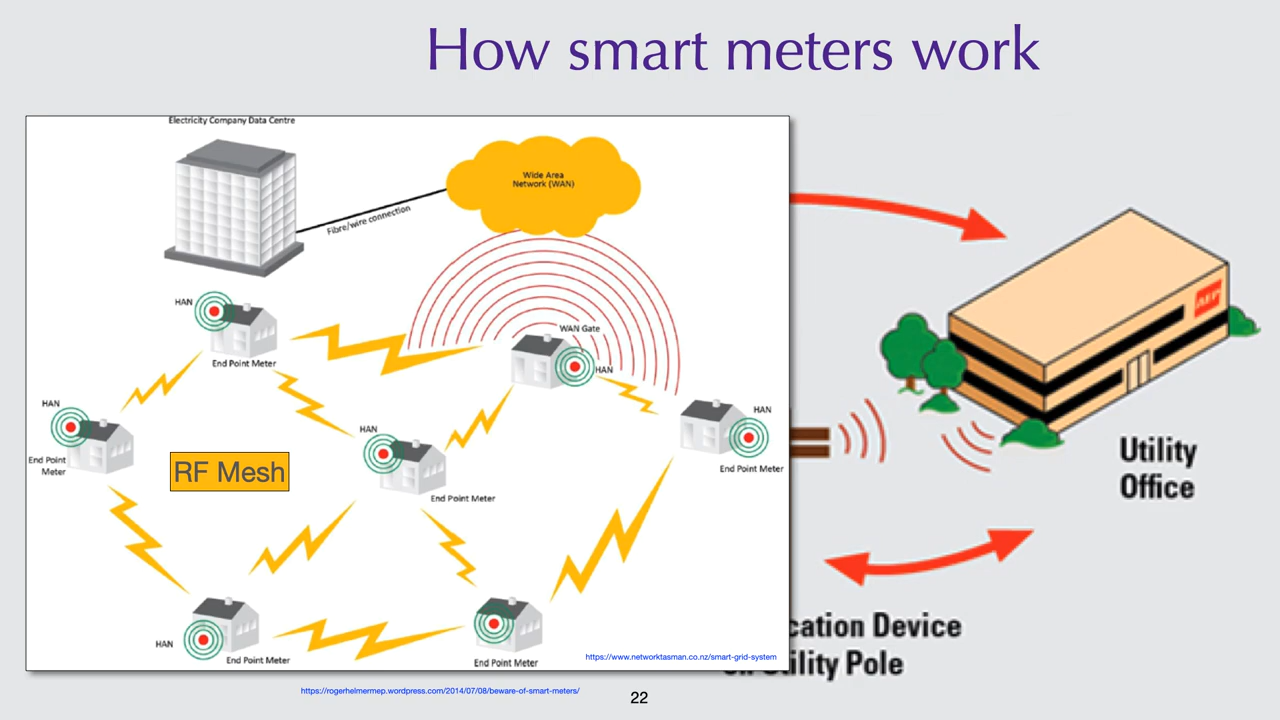 How smart meters work
Electricity Company Data Centre
Wide Area
Network (WAN)
Fibre/wire connection
HAN
End Point Meter
WAN Gate
HAN
HAN
End Point
Meter
HAN
End Point Meter
HAN
End Point Meter
RF Mesh
HAN
End Point Meter
End Point Meter
https://www.networktasman.co.nz/smart-grid-system
AEP
Utility
Office
cation Device
Utility Pole
https://rogerhelmermep.wordpress.com/2014/07/08/beware-of-smart-meters/
22